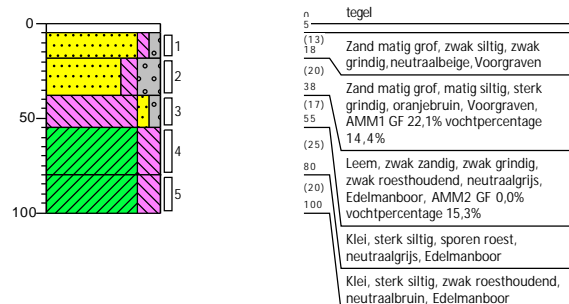 0
50
100
1
2
3
4
5
0
5
(13)
18
(20)
38
(17)
55
(25)
80
(20)
100
tegel
Zand matig grof, zwak siltig, zwak
grindig, neutraalbeige, Voorgraven
Zand matig grof, matig siltig, sterk
grindig, oranjebruin, Voorgraven,
AMM1 GF 22,1% vochtpercentage
14,4%
Leem, zwak zandig, zwak grindig,
zwak roesthoudend, neutraalgrijs,
Edelmanboor, AMM2 GF 0,0%
vochtpercentage 15,3%
Klei, sterk siltig, sporen roest,
neutraalgrijs, Edelmanboor
Klei, sterk siltig, zwak roesthoudend,
neutraalbruin, Edelmanboor